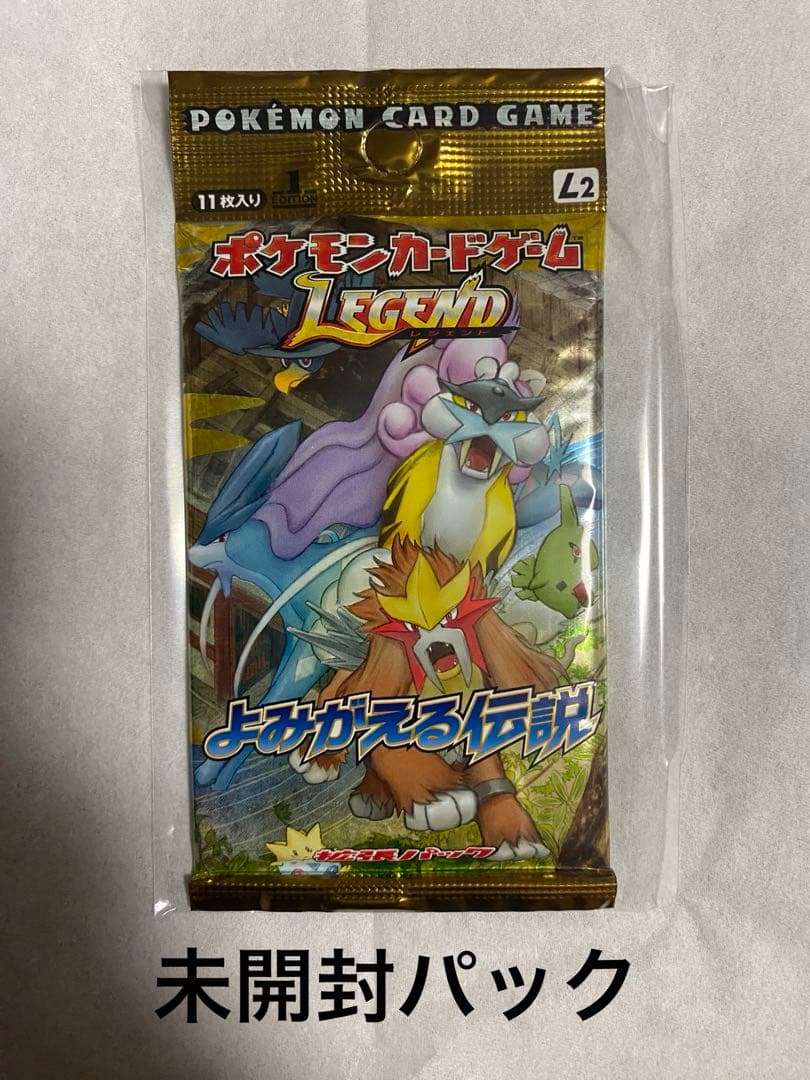 POKÉMON CARD GAME
11枚入り
1
EDITION
L2
ポケモンカードゲーム™
LEGEND
レジェンド
よみがえる伝説
拡張パック
未開封パック